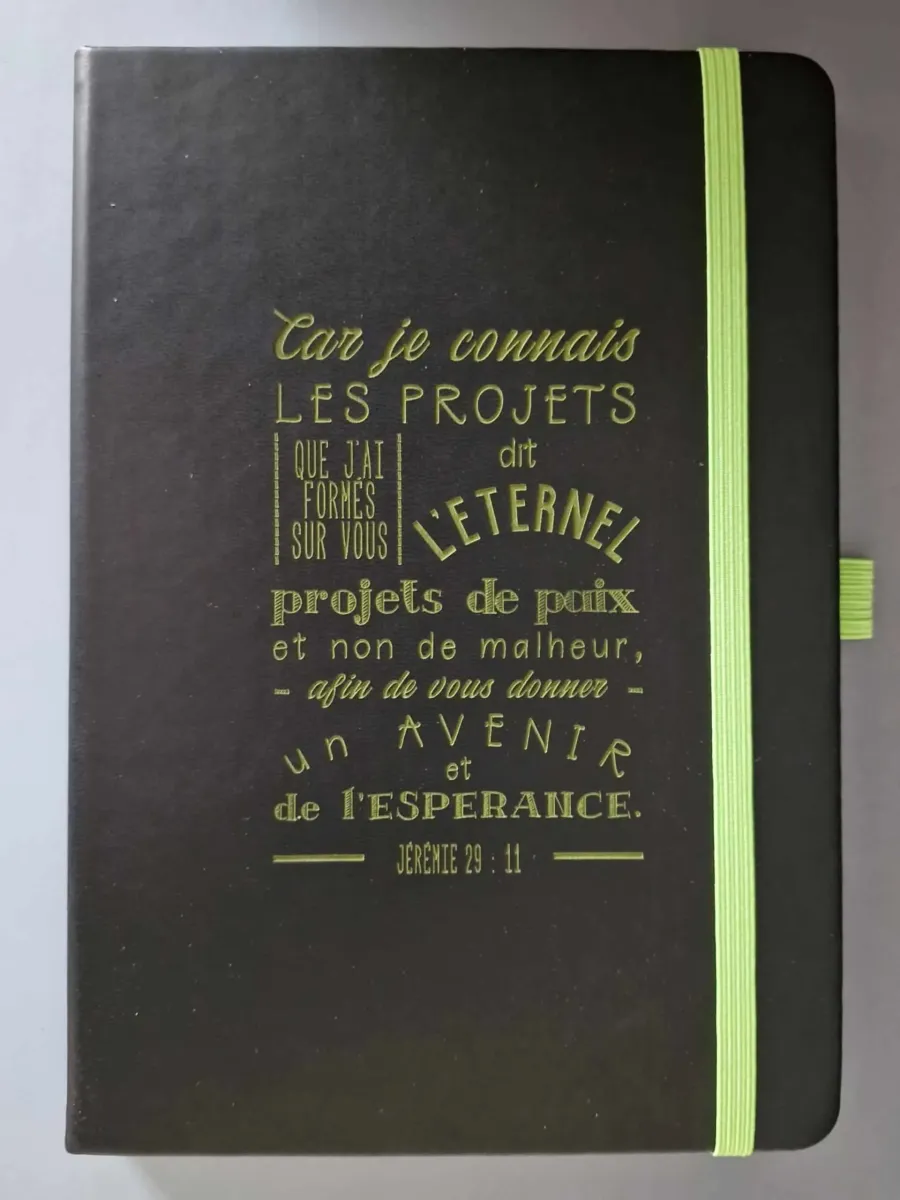 Car je connais
LES PROJETS
QUE J'AI
FORMÉS
SUR VOUS
dit
L'ETERNEL
projets de paix
et non de malheur,
- afin de vous donner -
un AVENIR
et
de l'ESPERANCE.
JÉRÉMIE 29 : 11